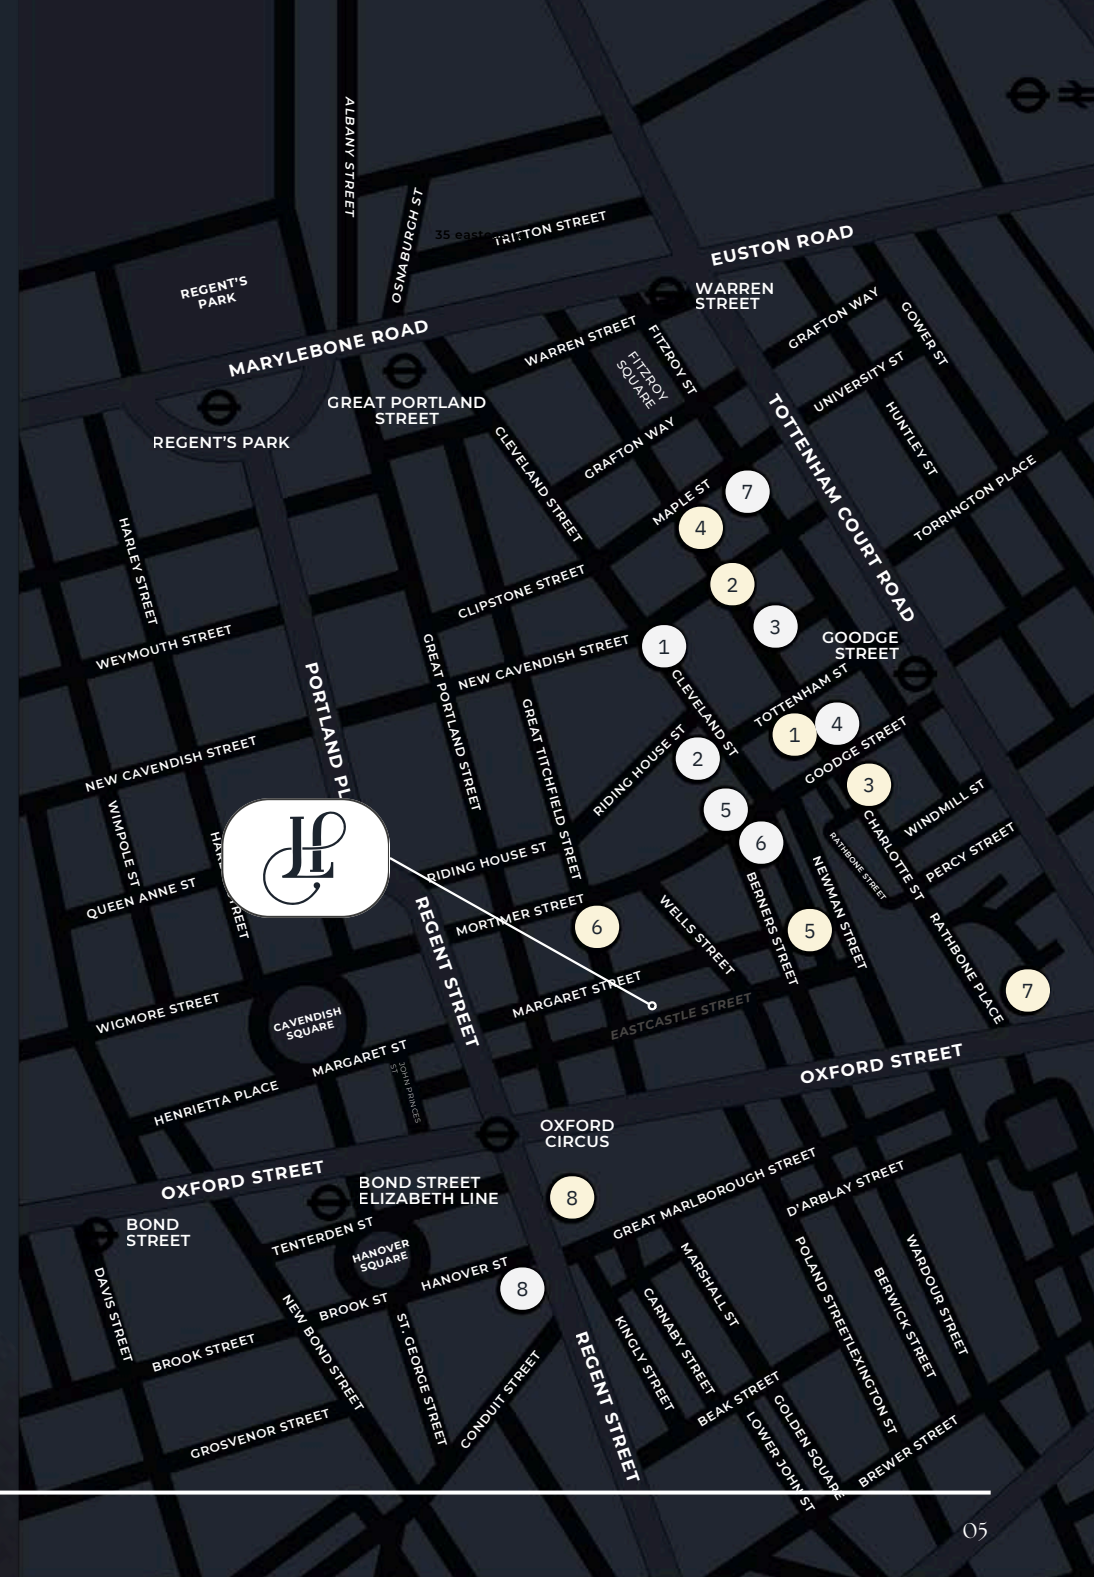 ALBANY STREET
OSNABURGH ST
35 east
TRITON STREET
EUSTON ROAD
REGENT'S
PARK
WARREN
STREET
MARYLEBONE ROAD
WARREN STREET
FITZROY ST
FITZROY
SQUARE
GRAFTON WAY
GOWER ST
UNIVERSITY ST
GREAT PORTLAND
STREET
REGENT'S PARK
CLEVELAND STREET
GRAFTON WAY
TOTTENHAM COURT ROAD
HUNTLEY ST
TORRINGTON PLACE
MAPLE ST
7
4
HARLEY STREET
CLIPSTONE STREET
2
3
WEYMOUTH STREET
GREAT PORTLAND STREET
NEW CAVENDISH STREET
1
GOODGE
STREET
PORTLAND PL
CLEVELAND ST
TOTTENHAM ST
GREAT TITCHFIELD STREET
NEW CAVENDISH STREET
RIDING HOUSE ST
2
1
4
GOODGE STREET
3
WIMPOLE ST
5
6
CHARLOTTE ST
WINDMILL ST
RATHBONE STREET
PERCY STREET
HAR
TREET
H
QUEEN ANNE ST
RIDING HOUSE ST
BERNERS STREET
NEWMAN STREET
MORTIMER STREET
6
WELLS STREET
5
RATHBONE PLACE
REGENT STREET
7
WIGMORE STREET
CAVENDISH
SQUARE
MARGARET STREET
EASTCASTLE STREET
MARGARET ST
JOHN PRINCES
ST
OXFORD STREET
HENRIETTA PLACE
OXFORD
CIRCUS
OXFORD STREET
BOND STREET
ELIZABETH LINE
8
GREAT MARLBOROUGH STREET
D'ARBLAY STREET
BOND
STREET
TENTERDEN ST
HANOVER
SQUARE
HANOVER ST
8
DAVIS STREET
NEW BOND STREET
BROOK ST
BROOK STREET
ST. GEORGE STREET
CONDUIT STREET
REGENT STREET
KINGLY STREET
CARNABY STREET
MARSHALL ST
POLAND STREET
LEXINGTON ST
BERWICK STREET
WARDOUR STREET
BEAK STREET
GROSVENOR STREET
LOWER JOHN ST
GOLDEN SQUARE
BREWER STREET
05